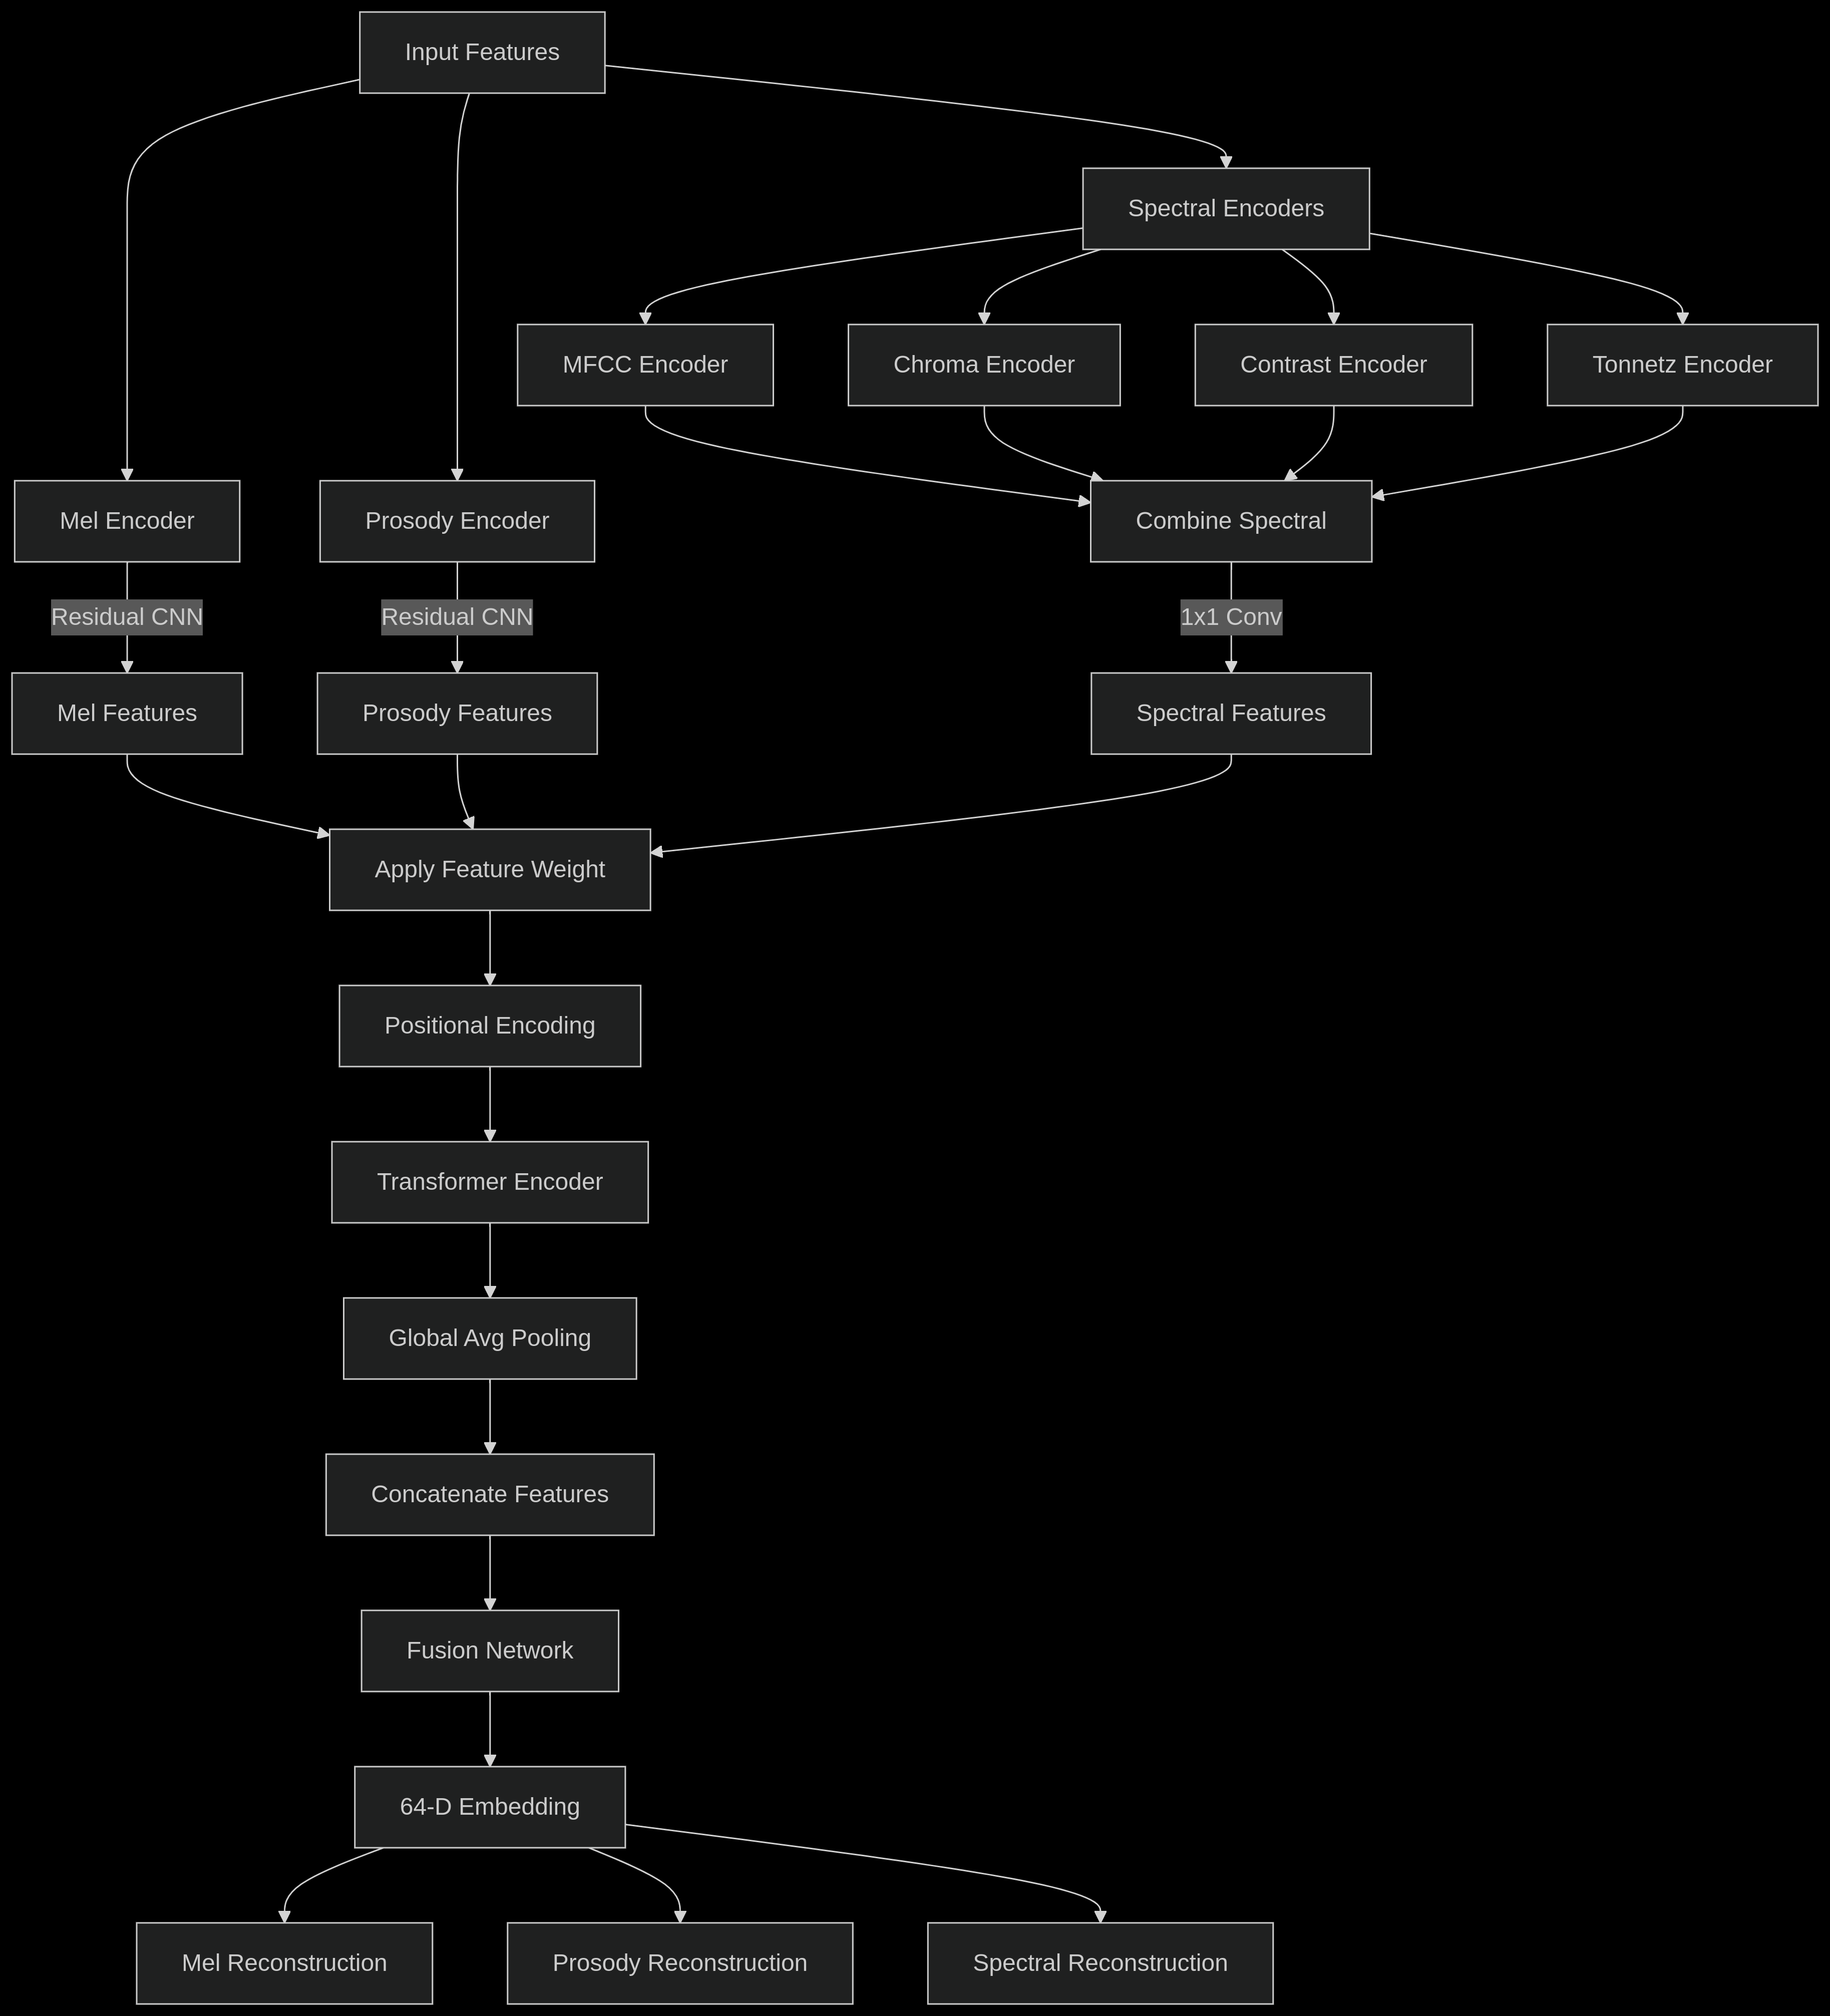 Input Features
Spectral Encoders
MFCC Encoder
Chroma Encoder
Contrast Encoder
Tonnetz Encoder
Mel Encoder
Prosody Encoder
Combine Spectral
Residual CNN
Residual CNN
1x1 Conv
Mel Features
Prosody Features
Spectral Features
Apply Feature Weight
Positional Encoding
Transformer Encoder
Global Avg Pooling
Concatenate Features
Fusion Network
64-D Embedding
Mel Reconstruction
Prosody Reconstruction
Spectral Reconstruction